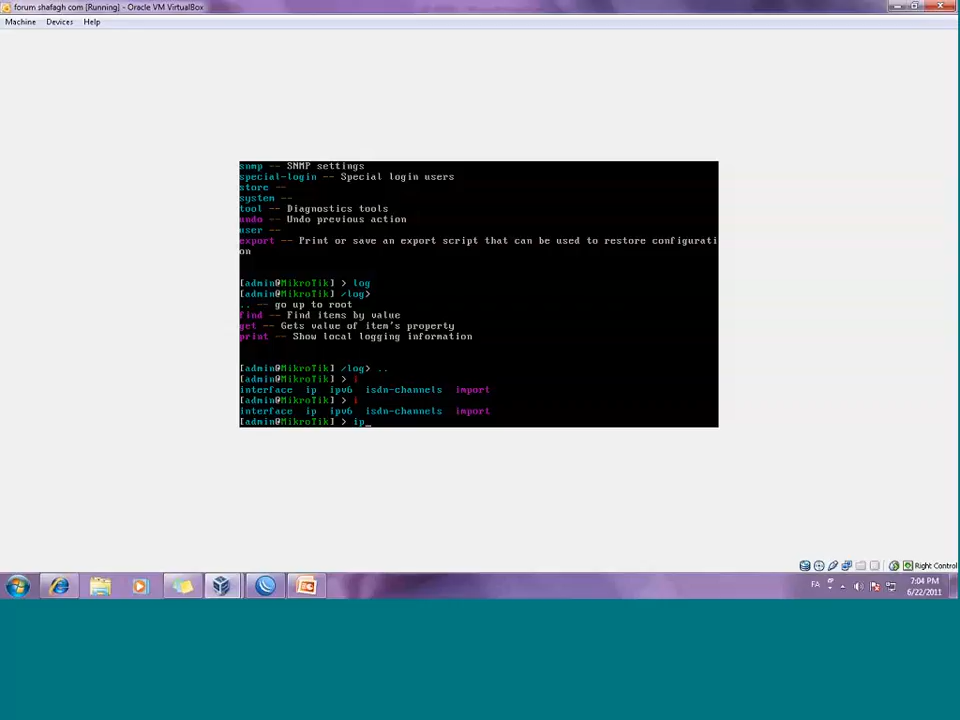 forum shafagh com [Running] - Oracle VM VirtualBox
Machine Devices Help
snmp -- SNMP settings
special-login -- Special login users
store --
system --
tool -- Diagnostics tools
undo -- Undo previous action
user --
export -- Print or save an export script that can be used to restore configurati
on
[admin@MikroTik] > log
[admin@MikroTik] /log>
.. -- go up to root
find -- Find items by value
get -- Gets value of item's property
print -- Show local logging information
[admin@MikroTik] /log> ..
[admin@MikroTik] > i
interface ip ipv6 isdn-channels import
[admin@MikroTik] > i
interface ip ipv6 isdn-channels import
[admin@MikroTik] > ip_
Right Control
FA
7:04 PM
6/22/2011